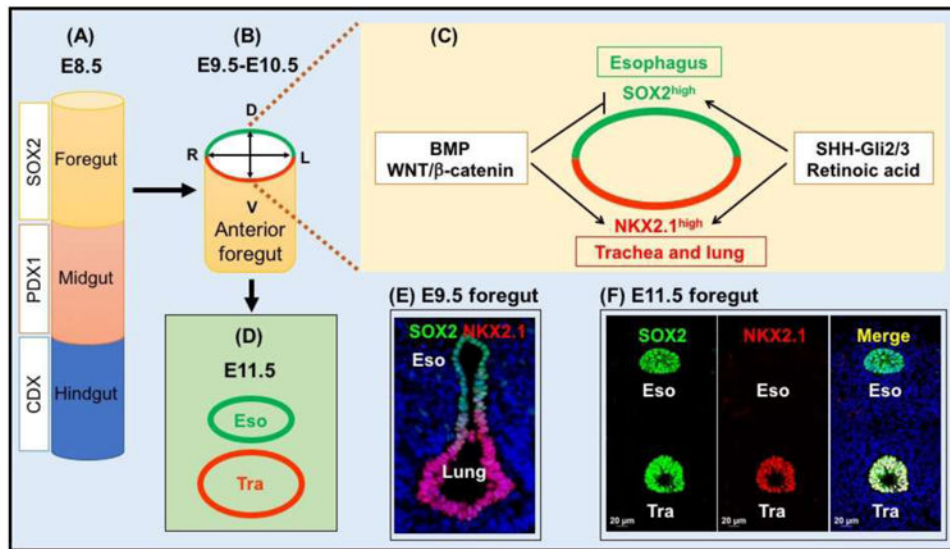 (A)
E8.5
SOX2
Foregut
PDX1
Midgut
CDX
Hindgut
(B)
E9.5-E10.5
D
R
L
V
Anterior
foregut
(C)
Esophagus
SOX2high
BMP
WNT/β-catenin
SHH-Gli2/3
Retinoic acid
NKX2.1high
Trachea and lung
(D)
E11.5
Eso
Tra
(E) E9.5 foregut
SOX2 NKX2.1
Eso
Lung
(F) E11.5 foregut
SOX2
NKX2.1
Merge
Eso
Eso
Eso
Tra
Tra
Tra
20 μm
20 μm
20 μm